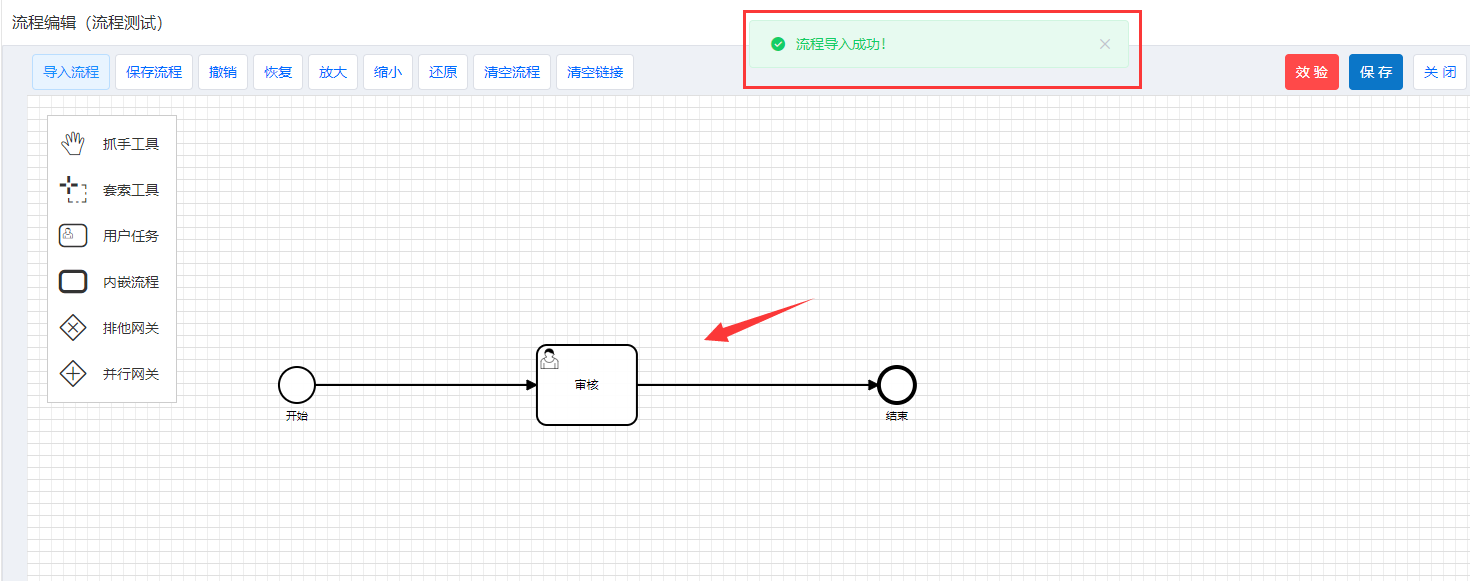 流程编辑（流程测试）
流程导入成功！
导入流程 保存流程 撤销 恢复 放大 缩小 还原 清空流程 清空链接 效验 保存 关闭
抓手工具
套索工具
用户任务
内嵌流程
排他网关
并行网关
审核
开始
结束